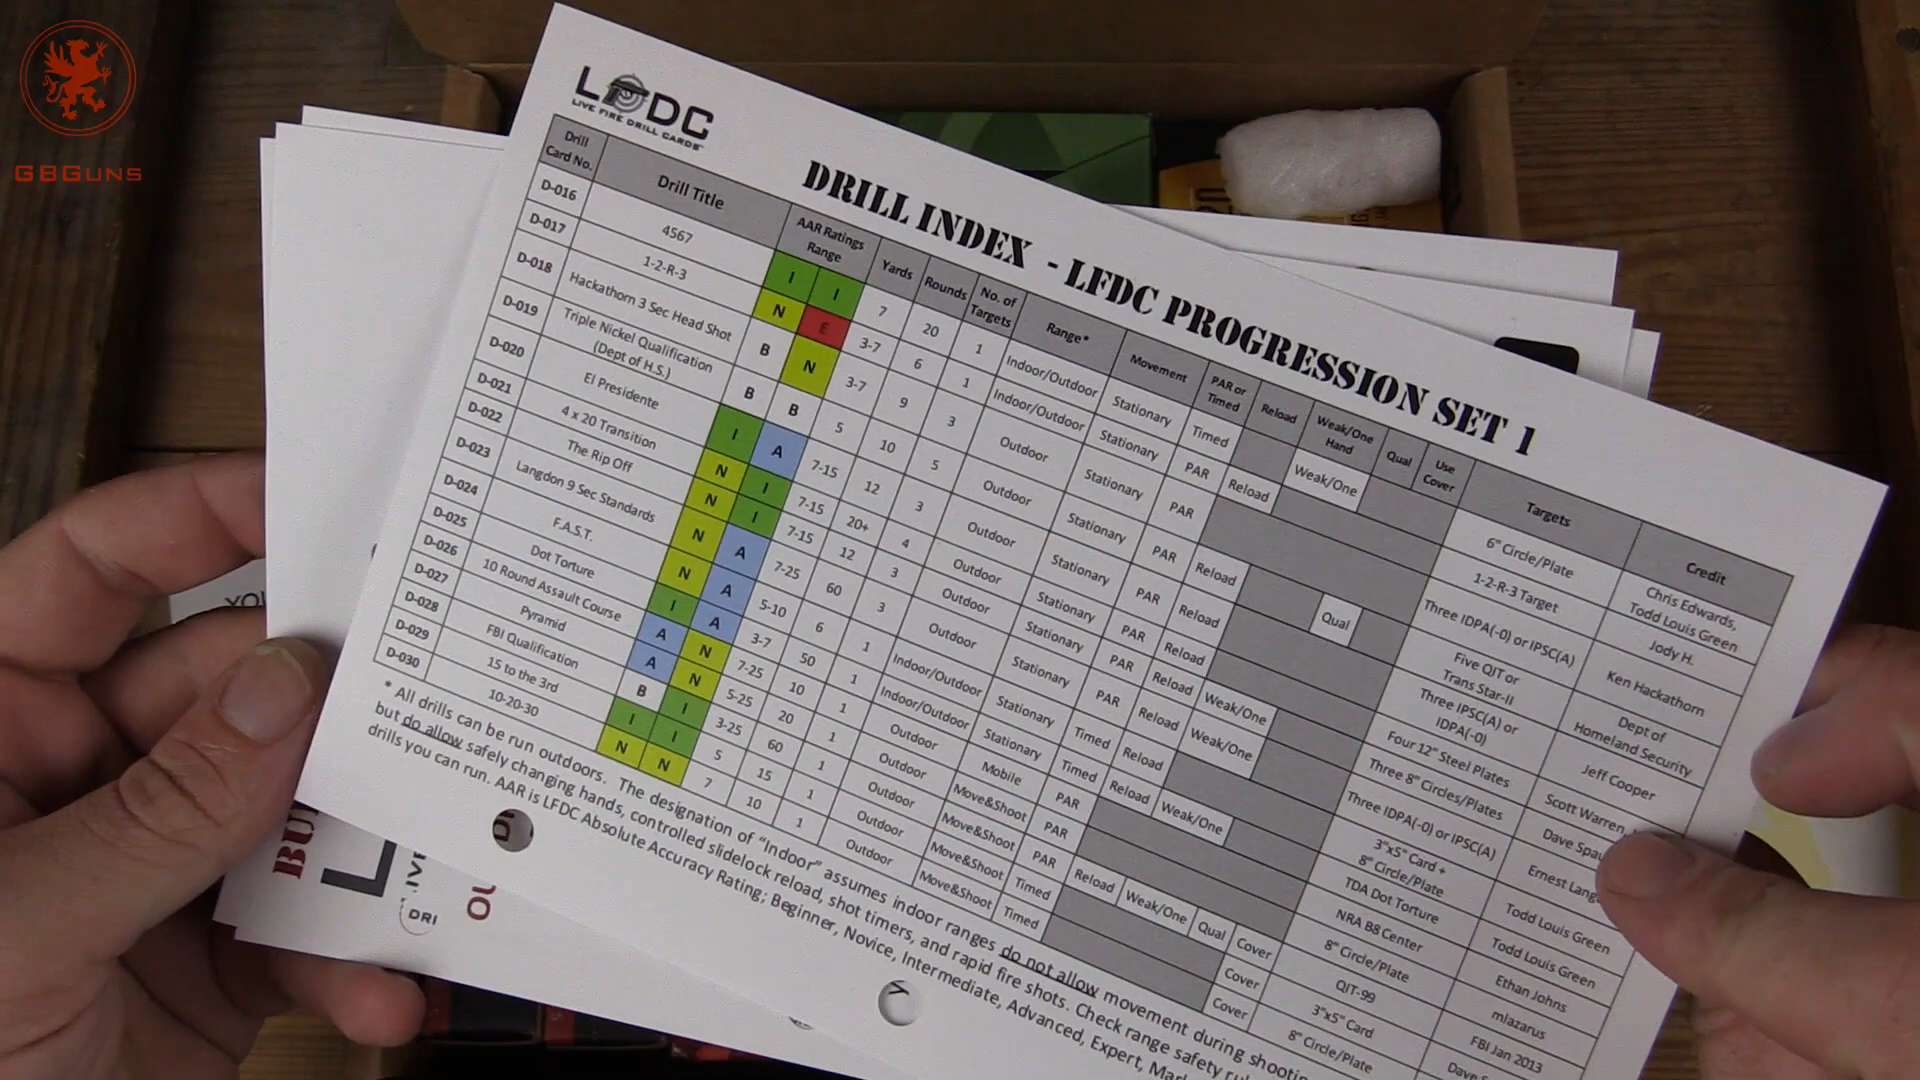 GBGUNS
LFDC
LIVE FIRE DRILL CARDS
DRILL INDEX - LFDC PROGRESSION SET 1
Drill Card No. Drill Title AAR Ratings Range Yards Rounds No. of Targets Range* Movement PAR or Timed Reload Weak/One Hand Qual Use Cover Targets Credit
D-016 4567 I I 7 20 1 Indoor/Outdoor Stationary Timed Weak/One 6" Circle/Plate Chris Edwards, Todd Louis Green
D-017 1-2-R-3 N E 3-7 6 1 Indoor/Outdoor Stationary PAR Reload 1-2-R-3 Target Jody H.
D-018 Hackathorn 3 Sec Head Shot B N 3-7 9 3 Outdoor Stationary PAR Three IDPA(-0) or IPSC(A) Ken Hackathorn
D-019 Triple Nickel Qualification (Dept of H.S.) B B 5 10 5 Outdoor Stationary PAR Reload Qual Five QIT or Trans Star-II Dept of Homeland Security
D-020 El Presidente I A 7-15 12 3 Outdoor Stationary PAR Reload Three IPSC(A) or IDPA(-0) Jeff Cooper
D-021 4 x 20 Transition N I 7-15 20+ 4 Outdoor Stationary PAR Reload Four 12" Steel Plates Scott Warren,
D-022 The Rip Off N I 7-15 12 3 Outdoor Stationary PAR Reload Weak/One Three 8" Circles/Plates Dave
D-023 Langdon 9 Sec Standards N A 7-25 60 3 Outdoor Stationary PAR Reload Weak/One Three IDPA(-0) or IPSC(A) Ernest
D-024 F.A.S.T. N A 5-10 6 1 Indoor/Outdoor Stationary Timed Reload 3"x5" Card + 8" Circle/Plate Todd Louis Green
D-025 Dot Torture I A 3-7 50 1 Indoor/Outdoor Stationary Timed Reload Weak/One TDA Dot Torture Todd Louis Green
D-026 10 Round Assault Course A N 7-25 10 1 Outdoor Mobile PAR NRA B8 Center Ethan Johns
D-027 Pyramid A N 5-25 20 1 Outdoor Move&Shoot PAR 8" Circle/Plate mlazarus
D-028 FBI Qualification B I 3-25 60 1 Outdoor Move&Shoot PAR Reload Weak/One Qual Cover QIT-99 FBI Jan 2013
D-029 15 to the 3rd I I 5 15 1 Outdoor Move&Shoot Timed Cover 3"x5" Card Dave
D-030 10-20-30 N N 7 10 1 Outdoor Move&Shoot Timed Cover 8" Circle/Plate
* All drills can be run outdoors. The designation of "Indoor" assumes indoor ranges do not allow movement during
but do allow safely changing hands, controlled slidelock reload, shot timers, and rapid fire shots. Check range safety
drills you can run. AAR is LFDC Absolute Accuracy Rating; Beginner, Novice, Intermediate, Advanced, Expert,
DRI